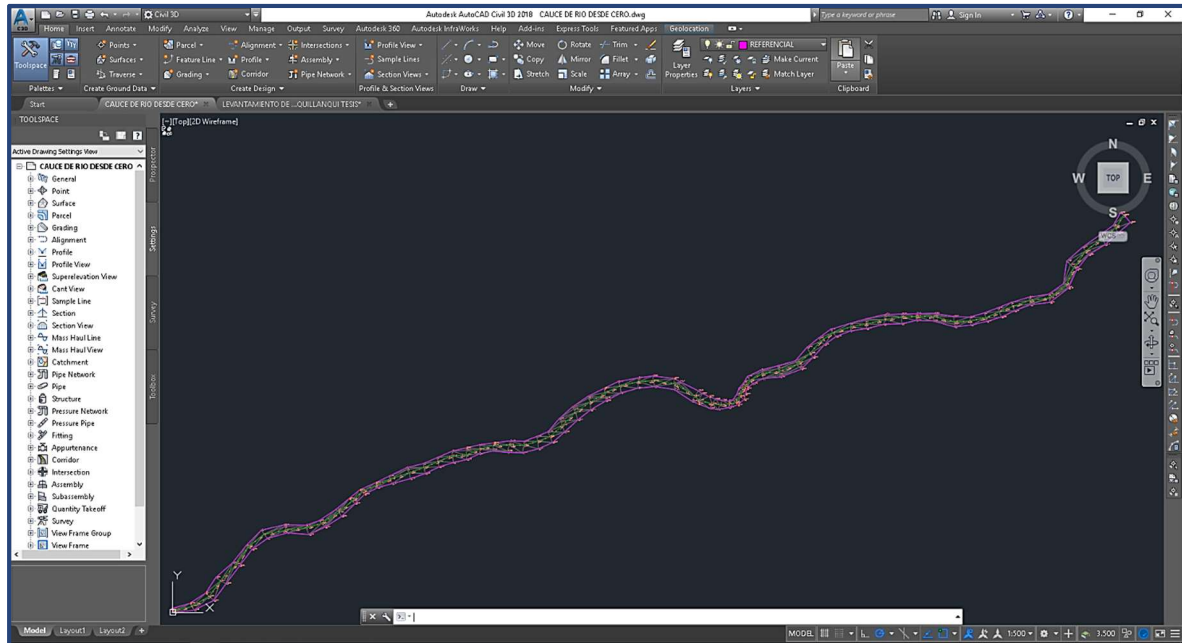 C3D
Civil 3D
Autodesk AutoCAD Civil 3D 2018 CAUCE DE RIO DESDE CERO.dwg
Type a keyword or phrase
Sign In
Home Insert Annotate Modify Analyze View Manage Output Survey Autodesk 360 Autodesk InfraWorks Help Add-ins Express Tools Featured Apps Geolocation
Toolspace
Points
Surfaces
Traverse
Parcel
Feature Line
Grading
Alignment
Profile
Corridor
Intersections
Assembly
Pipe Network
Profile View
Sample Lines
Section Views
Move
Copy
Stretch
Rotate
Mirror
Scale
Trim
Fillet
Array
Layer Properties
REFERENCIAL
Make Current
Match Layer
Paste
Palettes Create Ground Data Create Design Profile & Section Views Draw Modify Layers Clipboard
Start CAUCE DE RIO DESDE CERO* LEVANTAMIENTO DE ...QUILLANQUI TESIS*
TOOLSPACE
[-][Top][2D Wireframe]
Active Drawing Settings View
CAUCE DE RIO DESDE CERO
General
Point
Surface
Parcel
Grading
Alignment
Profile
Profile View
Superelevation View
Cant View
Sample Line
Section
Section View
Mass Haul Line
Mass Haul View
Catchment
Pipe Network
Pipe
Structure
Pressure Network
Pressure Pipe
Fitting
Appurtenance
Corridor
Intersection
Assembly
Subassembly
Quantity Takeoff
Survey
View Frame Group
View Frame
Prospector
Settings
Survey
Toolbox
N
W TOP E
S
Y
X
Model Layout1 Layout2 +
MODEL
1:500
3.500